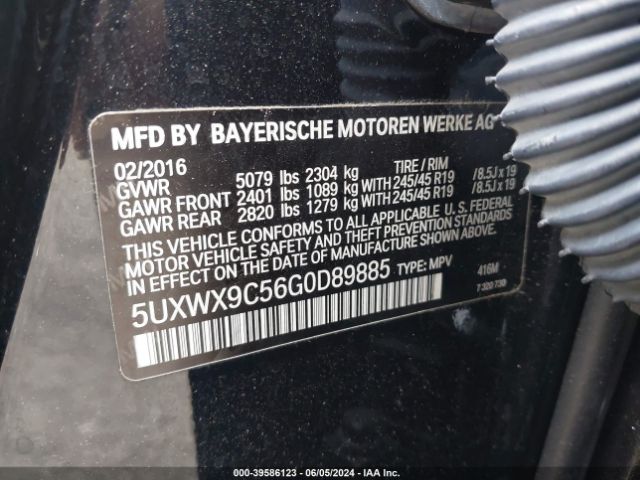 MFD BY BAYERISCHE MOTOREN WERKE AG
02/2016 TIRE / RIM
GVWR 5079 lbs 2304 kg
GAWR FRONT 2401 lbs 1089 kg WITH 245/45 R19 / 8.5J x 19
GAWR REAR 2820 lbs 1279 kg WITH 245/45 R19 / 8.5J x 19
THIS VEHICLE CONFORMS TO ALL APPLICABLE U. S. FEDERAL
MOTOR VEHICLE SAFETY AND THEFT PREVENTION STANDARDS
IN EFFECT ON THE DATE OF MANUFACTURE SHOWN ABOVE.
5UXWX9C56G0D89885 TYPE: MPV 416M
7 320 730
000-39586123 - 06/05/2024 - IAA Inc.